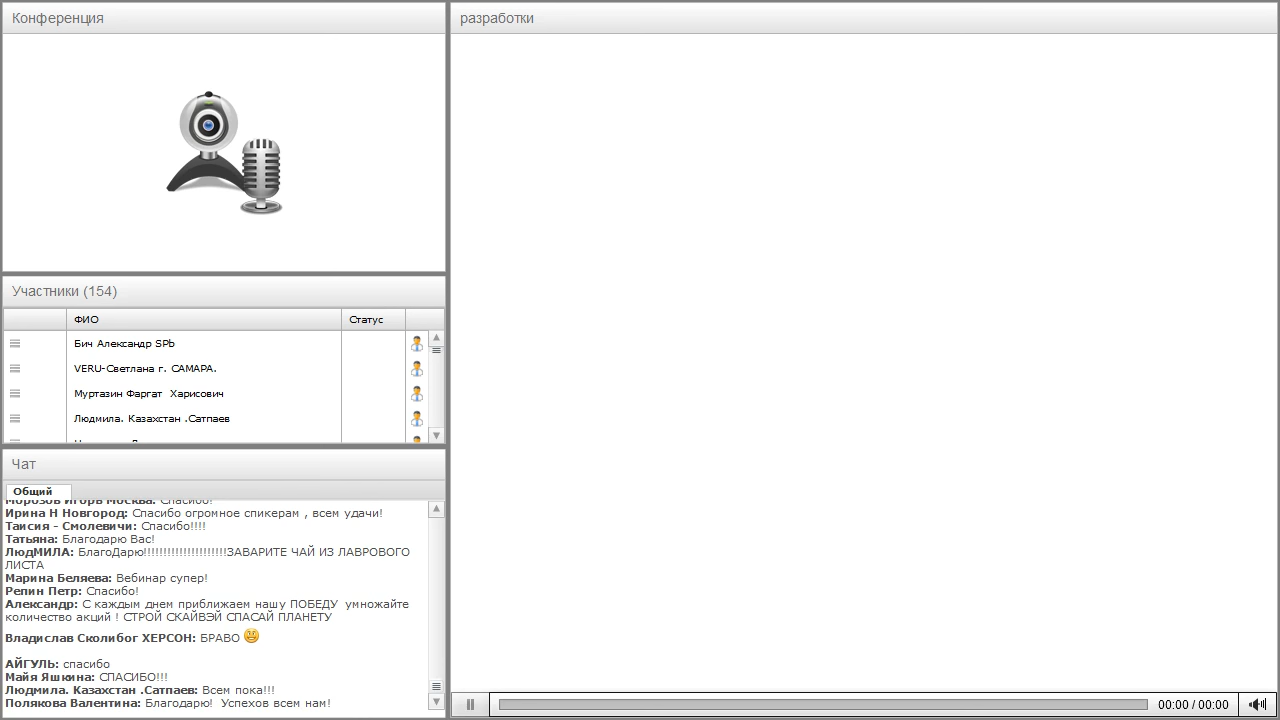 Конференция
разработки
Участники (154)
ФИО
Статус
Бич Александр SPb
VERU-Светлана г. САМАРА.
Муртазин Фаргат  Харисович
Людмила. Казахстан .Сатпаев
Чат
Общий
Морозов Игорь Москва: Спасибо!
Ирина Н Новгород: Спасибо огромное спикерам , всем удачи!
Таисия - Смолевичи: Спасибо!!!!
Татьяна: Благодарю Вас!
ЛюдМИЛА: БлагоДарю!!!!!!!!!!!!!!!!!!!!!ЗАВАРИТЕ ЧАЙ ИЗ ЛАВРОВОГО
ЛИСТА
Марина Беляева: Вебинар супер!
Репин Петр: Спасибо!
Александр: С каждым днем приближаем нашу ПОБЕДУ  умножайте
количество акций ! СТРОЙ СКАЙВЭЙ СПАСАЙ ПЛАНЕТУ
Владислав Сколибог ХЕРСОН: БРАВО
АЙГУЛЬ: спасибо
Майя Яшкина: СПАСИБО!!!
Людмила. Казахстан .Сатпаев: Всем пока!!!
Полякова Валентина: Благодарю!  Успехов всем нам!
00:00 / 00:00